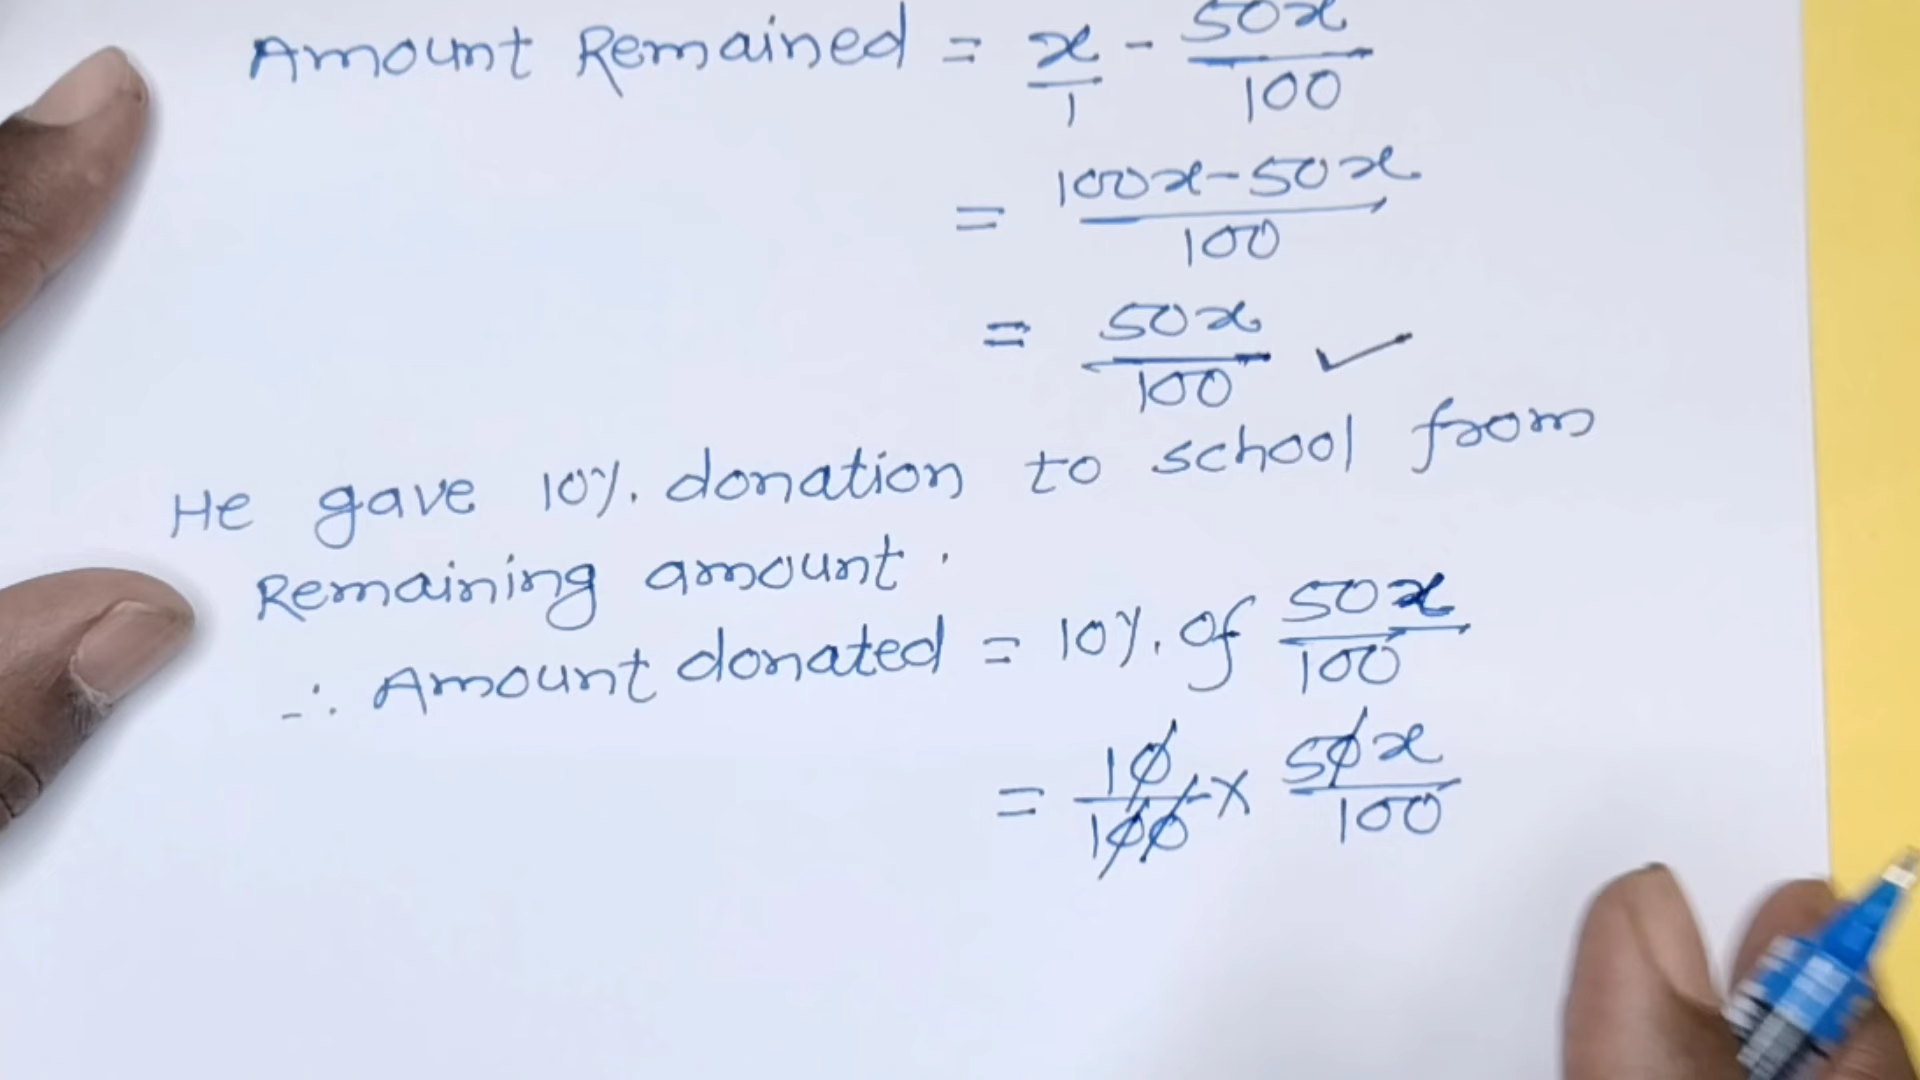 Amount Remained = x/1 - 50x/100
= 100x-50x/100
= 50x/100 ✓
He gave 10%. donation to school from
Remaining amount.
∴ Amount donated = 10%. of 50x/100
= 10/100 × 50x/100